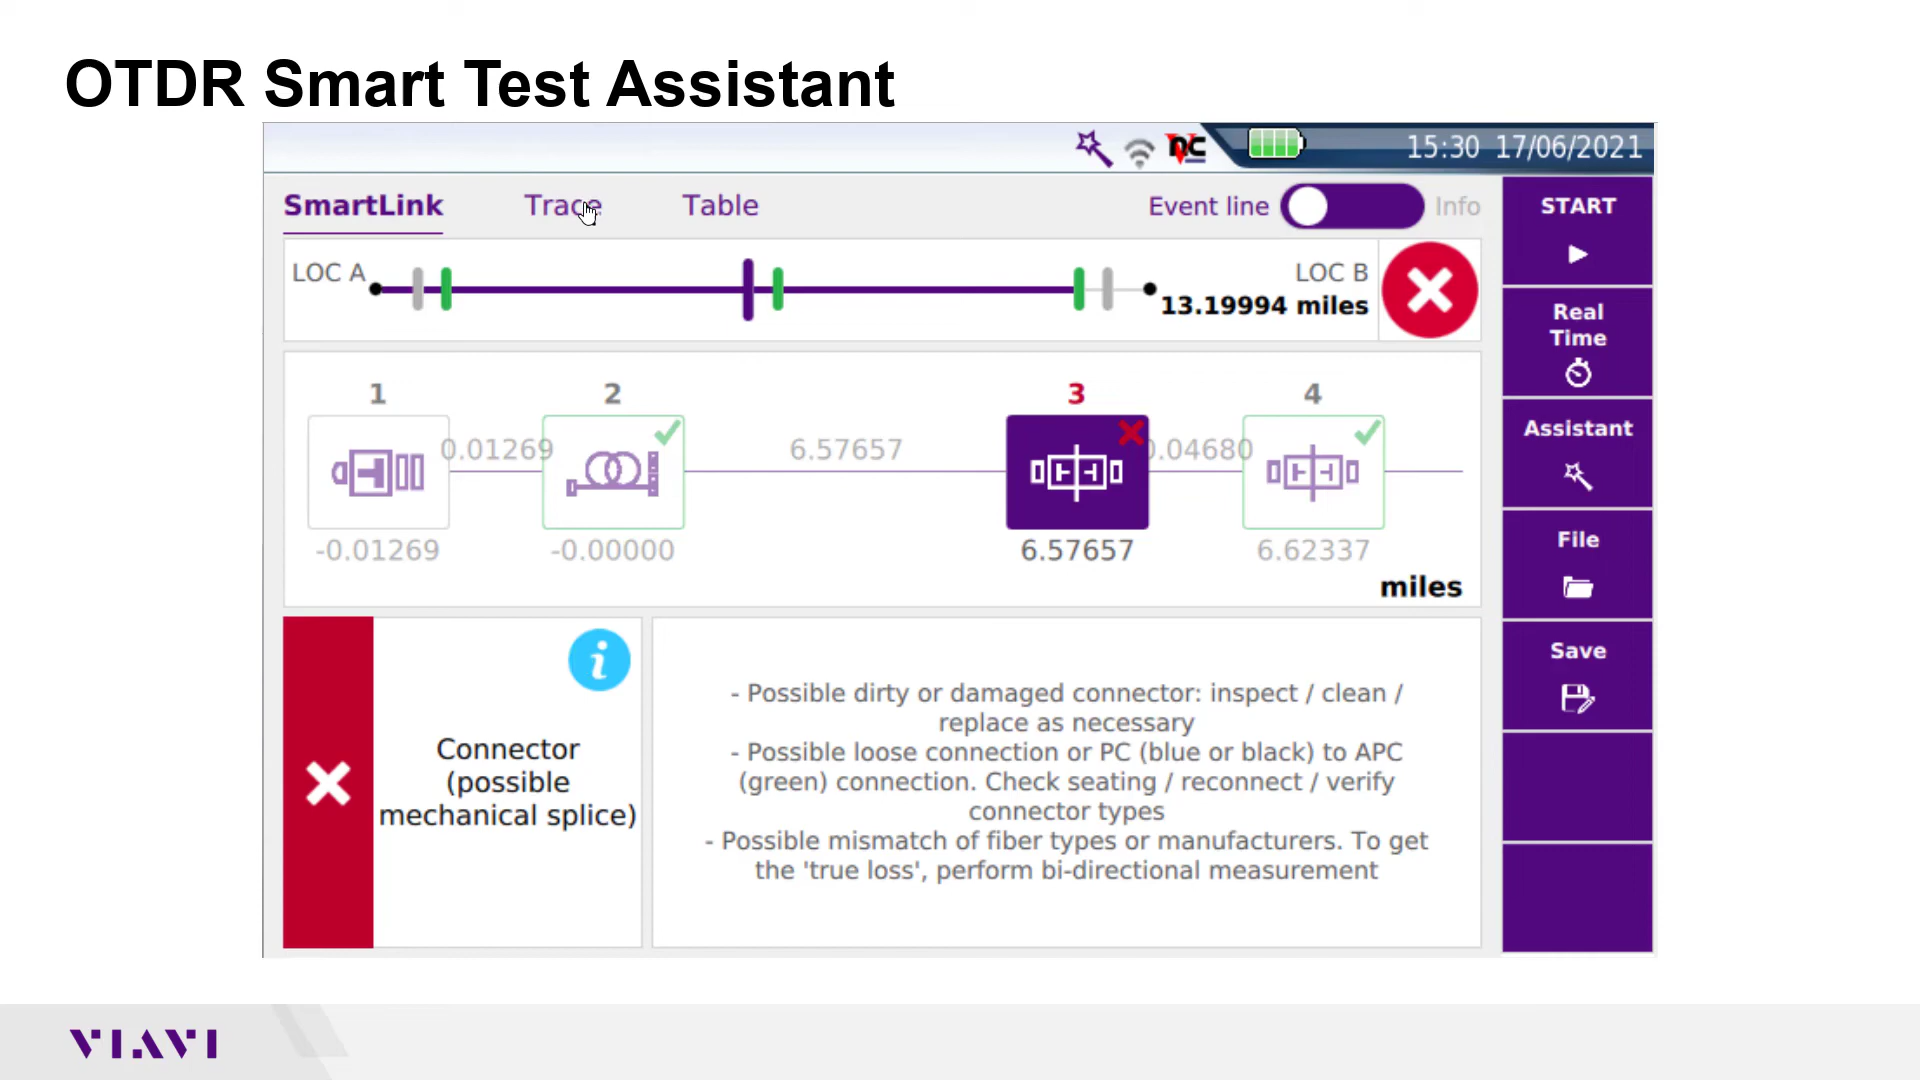 OTDR Smart Test Assistant
15:30 17/06/2021
SmartLink Trace Table Event line Info
LOC A
LOC B
13.19994 miles
1 2 3 4
0.01269 6.57657 0.04680
-0.01269 -0.00000 6.57657 6.62337
miles
i
Connector
(possible
mechanical splice)
- Possible dirty or damaged connector: inspect / clean /
replace as necessary
- Possible loose connection or PC (blue or black) to APC
(green) connection. Check seating / reconnect / verify
connector types
- Possible mismatch of fiber types or manufacturers. To get
the 'true loss', perform bi-directional measurement
START
Real
Time
Assistant
File
Save
VIAVI